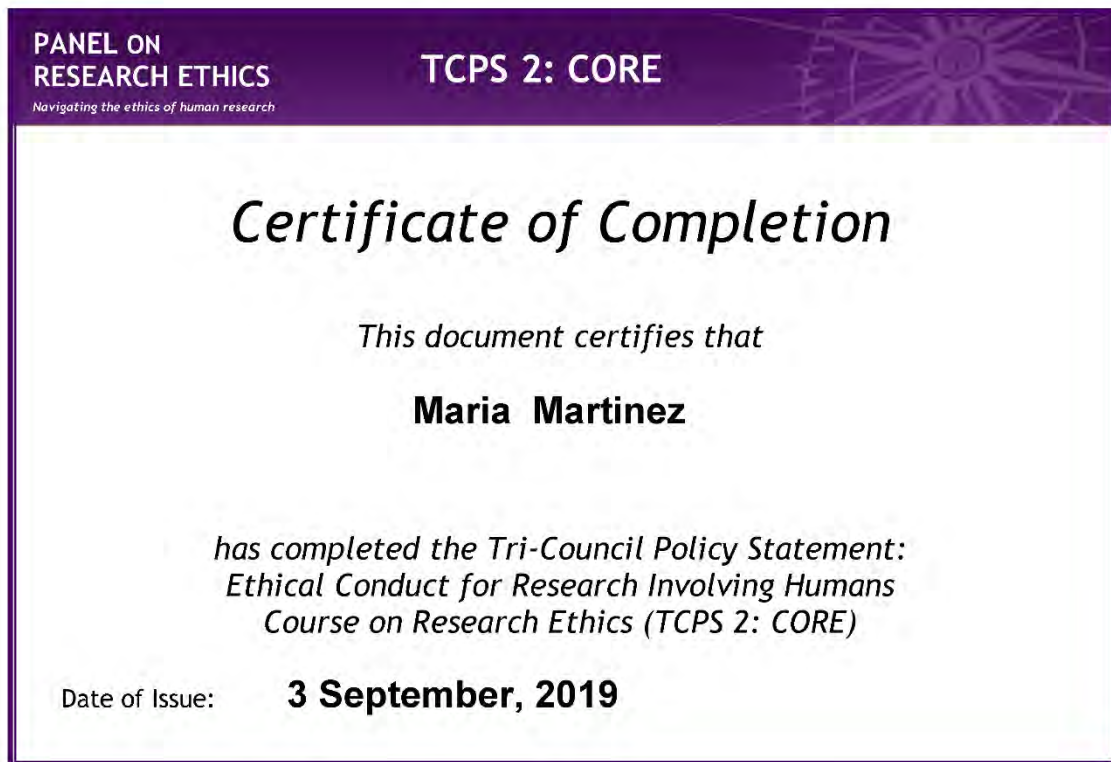 PANEL ON
RESEARCH ETHICS
Navigating the ethics of human research
TCPS 2: CORE
Certificate of Completion
This document certifies that
Maria Martinez
has completed the Tri-Council Policy Statement:
Ethical Conduct for Research Involving Humans
Course on Research Ethics (TCPS 2: CORE)
Date of Issue: 3 September, 2019